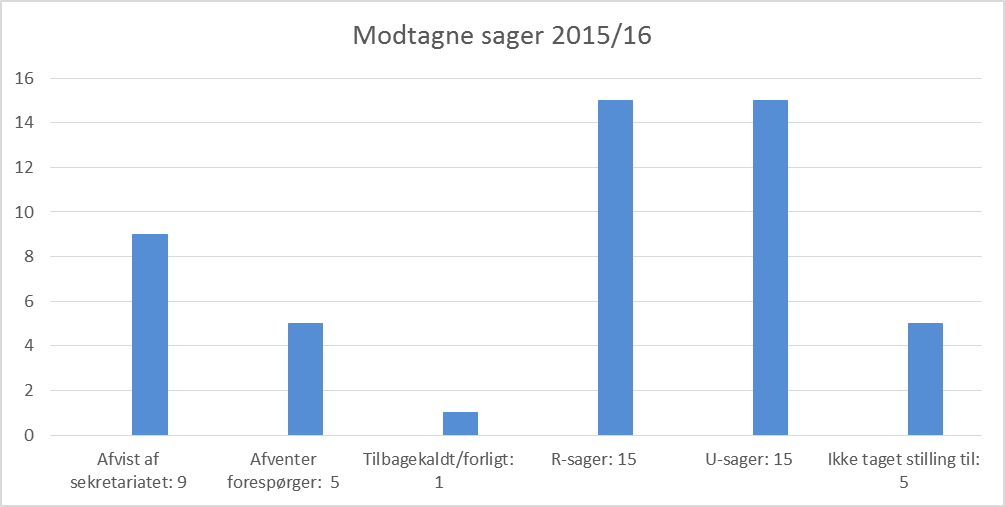 Modtagne sager 2015/16
16
14
12
10
8
6
4
2
0
Afvist af
sekretariatet: 9
Afventer
forespørger:  5
Tilbagekaldt/forligt:
1
R-sager: 15
U-sager: 15
Ikke taget stilling til:
5